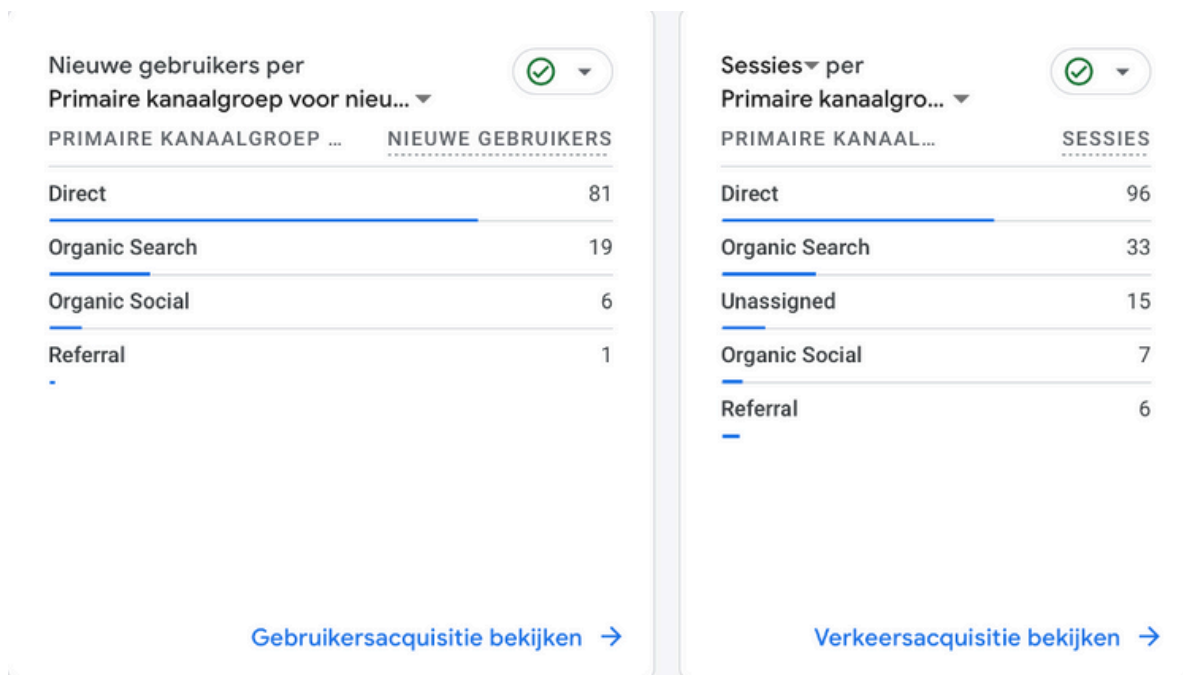 Nieuwe gebruikers per
Primaire kanaalgroep voor nieu...
PRIMAIRE KANAALGROEP ... NIEUWE GEBRUIKERS
Direct 81
Organic Search 19
Organic Social 6
Referral 1
Gebruikersacquisitie bekijken
Sessies per
Primaire kanaalgro...
PRIMAIRE KANAAL... SESSIES
Direct 96
Organic Search 33
Unassigned 15
Organic Social 7
Referral 6
Verkeersacquisitie bekijken